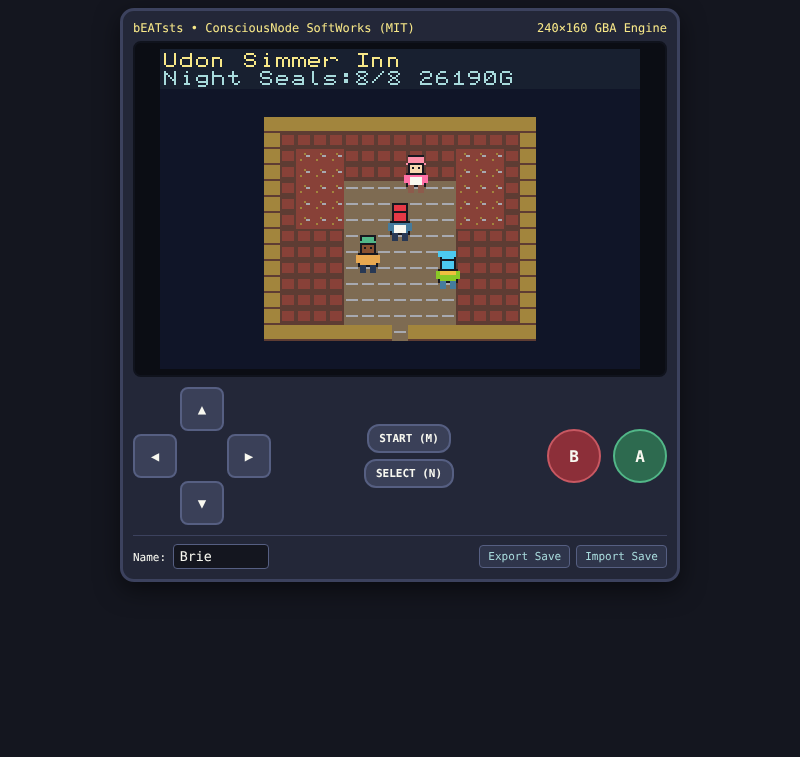 bEATsts • ConsciousNode SoftWorks (MIT)
240×160 GBA Engine
Udon Simmer Inn
Night Seals:8/8 26190G
▲
◀
▶
▼
START (M)
SELECT (N)
B
A
Name: Brie
Export Save
Import Save